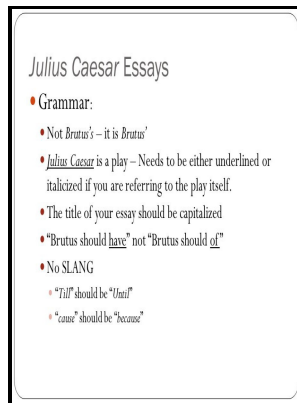 Julius Caesar Essays
• Grammar:
• Not Brutus's – it is Brutus'
• Julius Caesar is a play – Needs to be either underlined or
italicized if you are referring to the play itself.
• The title of your essay should be capitalized
• “Brutus should have” not “Brutus should of”
• No SLANG
• “Till” should be “Until”
• “cause” should be “because”